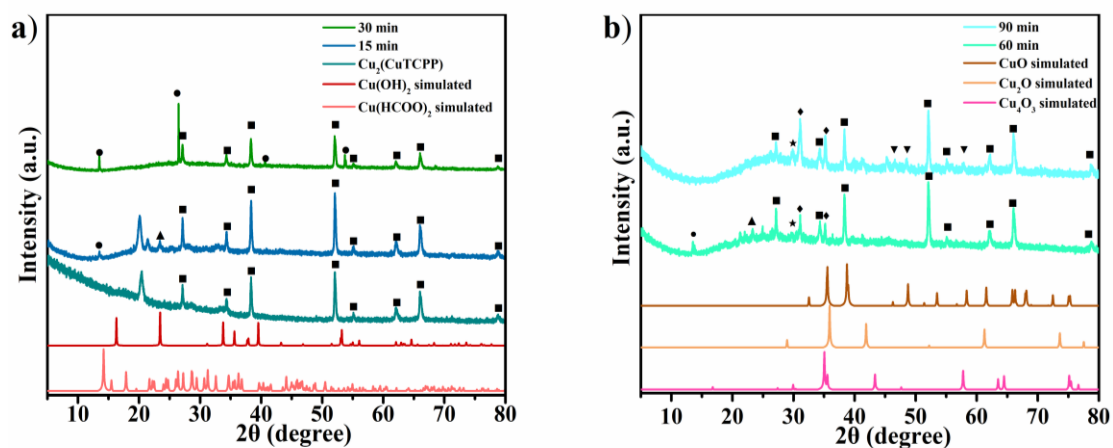 a)
30 min
15 min
Cu₂(CuTCPP)
Cu(OH)₂ simulated
Cu(HCOO)₂ simulated
Intensity (a.u.)
10 20 30 40 50 60 70 80
2θ (degree)
b)
90 min
60 min
CuO simulated
Cu₂O simulated
Cu₄O₃ simulated
Intensity (a.u.)
10 20 30 40 50 60 70 80
2θ (degree)